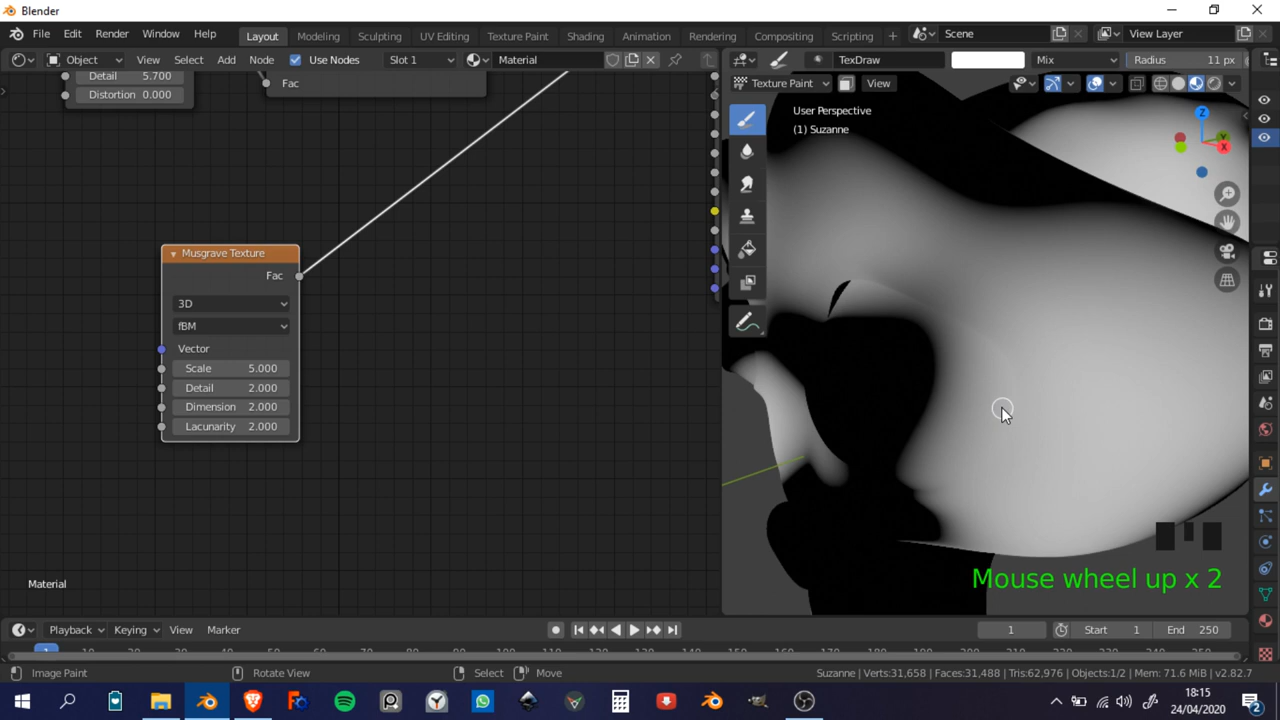 Blender
File Edit Render Window Help Layout Modeling Sculpting UV Editing Texture Paint Shading Animation Rendering Compositing Scripting Scene View Layer
Object View Select Add Node Use Nodes Slot 1 Material TexDraw Mix Radius 11 px
Detail 5.700
Distortion 0.000
Fac
Texture Paint View
User Perspective
(1) Suzanne
Z
Y
X
Musgrave Texture
Fac
3D
fBM
Vector
Scale 5.000
Detail 2.000
Dimension 2.000
Lacunarity 2.000
Mouse wheel up x 2
Material
Playback Keying View Marker 1 Start 1 End 250
1
Image Paint Rotate View Select Move Suzanne | Verts:31,658 | Faces:31,488 | Tris:62,976 | Objects:1/2 | Mem: 71.6 MiB | v2.82.7
18:15
24/04/2020
2